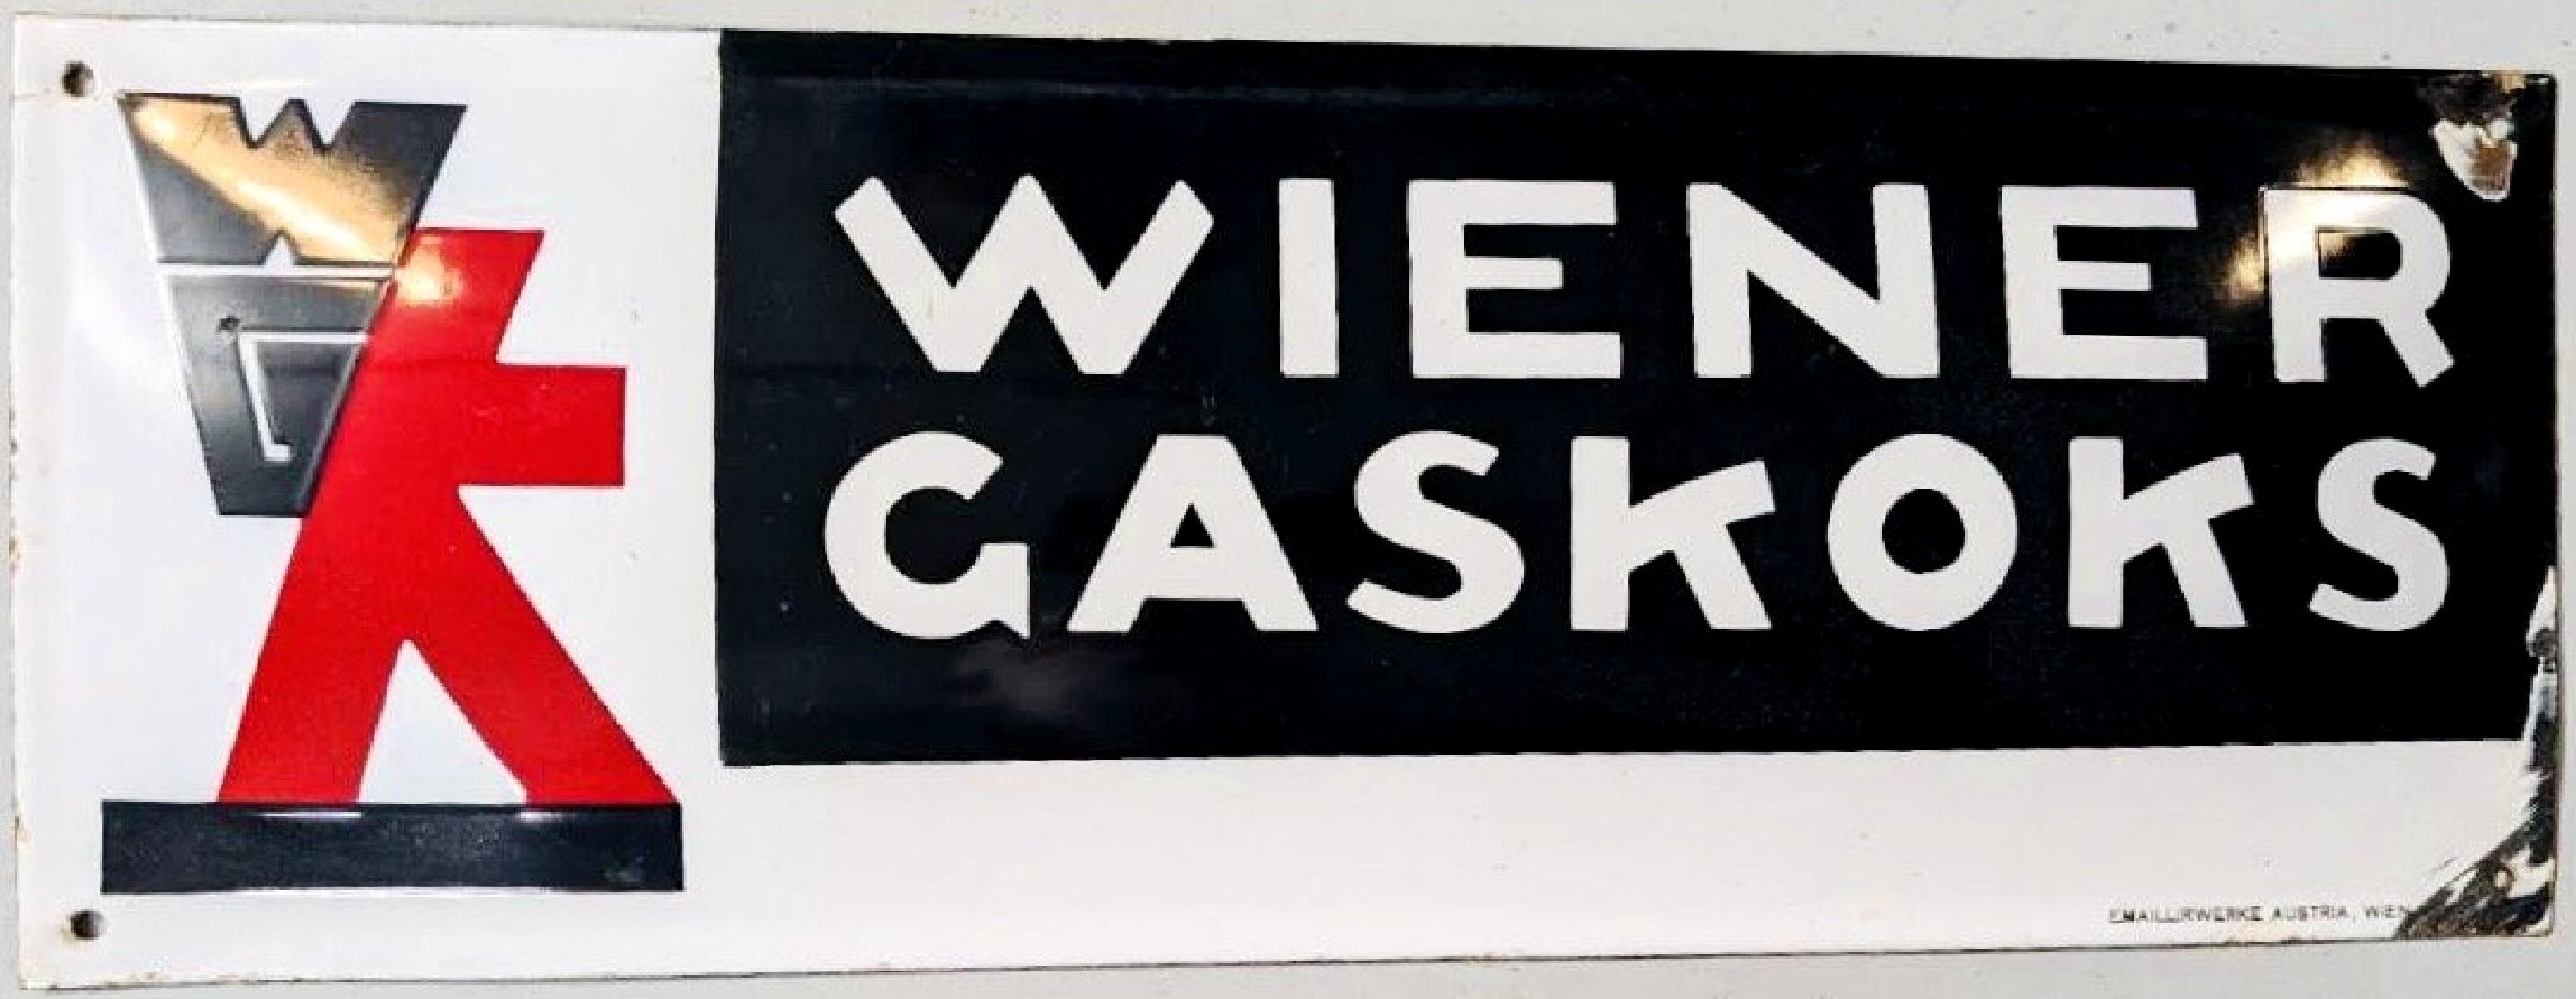 WIENER
GASKOKS
EMAILLIRWERKE AUSTRIA, WIEN